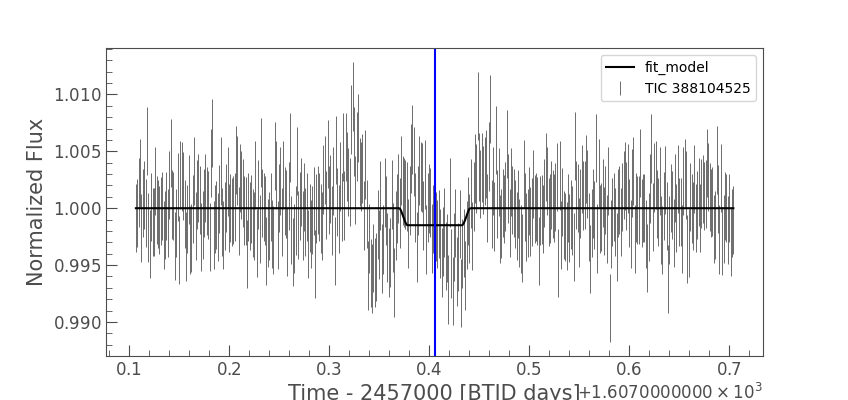 fit_model
TIC 388104525
1.010
1.005
1.000
0.995
0.990
Normalized Flux
0.1 0.2 0.3 0.4 0.5 0.6 0.7
Time - 2457000 [BTJD days]
+1.6070000000 × 10³